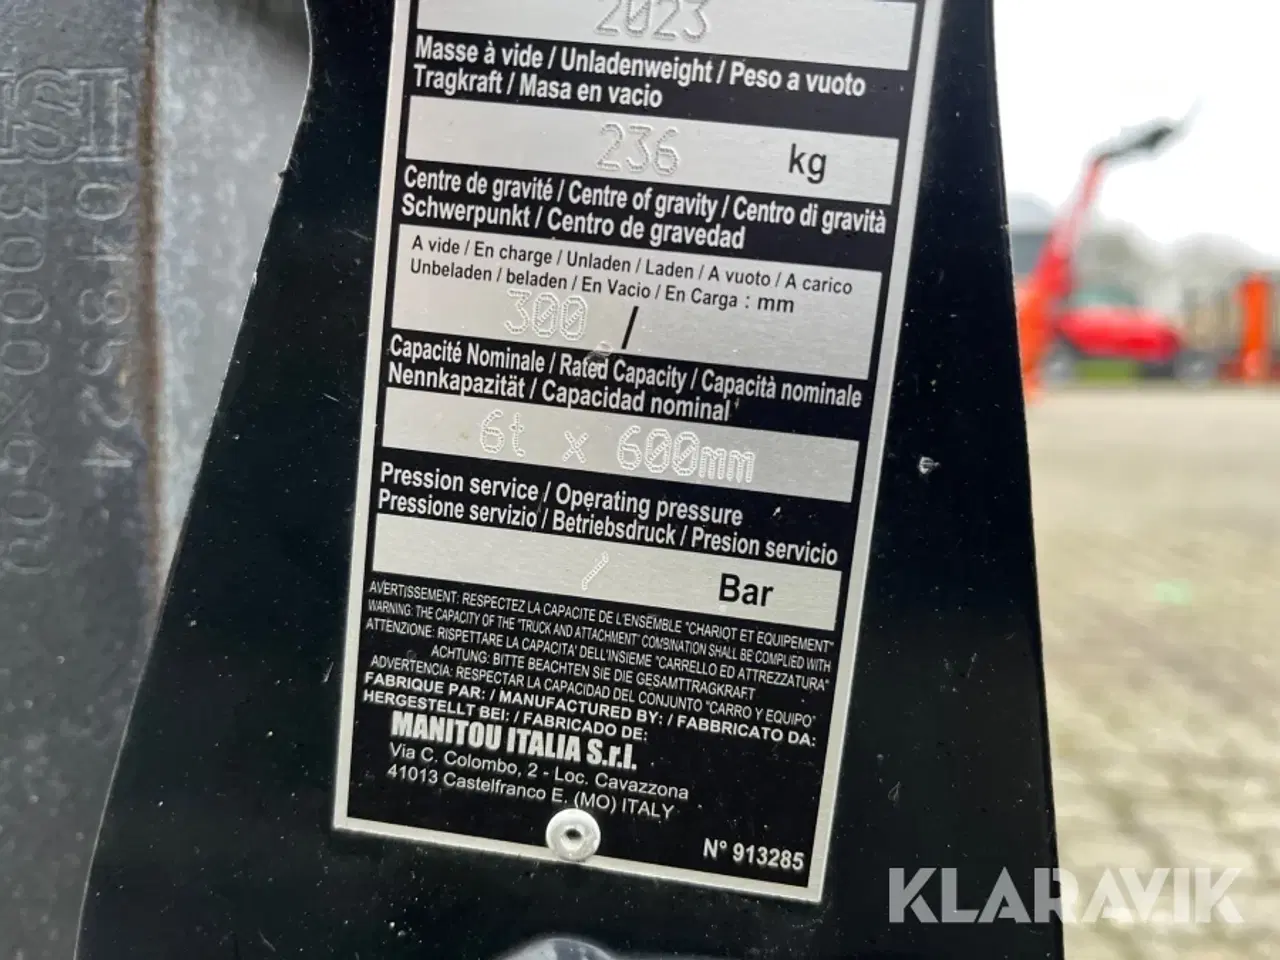 2023
Masse à vide / Unladenweight / Peso a vuoto
Tragkraft / Masa en vacio
236 kg
Centre de gravité / Centre of gravity / Centro di gravità
Schwerpunkt / Centro de gravedad
A vide / En charge / Unladen / Laden / A vuoto / A carico
Unbeladen / beladen / En Vacio / En Carga : mm
300 /
Capacité Nominale / Rated Capacity / Capacità nominale
Nennkapazität / Capacidad nominal
6t x 600mm
Pression service / Operating pressure
Pressione servizio / Betriebsdruck / Presion servicio
/ Bar
AVERTISSEMENT: RESPECTEZ LA CAPACITE DE L'ENSEMBLE "CHARIOT ET EQUIPEMENT"
WARNING: THE CAPACITY OF THE "TRUCK AND ATTACHMENT" COMBINATION SHALL BE COMPLIED WITH
ATTENZIONE: RISPETTARE LA CAPACITA' DELL'INSIEME "CARRELLO ED ATTREZZATURA"
ACHTUNG: BITTE BEACHTEN SIE DIE GESAMTTRAGKRAFT
ADVERTENCIA: RESPECTAR LA CAPACIDAD DEL CONJUNTO "CARRO Y EQUIPO"
FABRIQUE PAR: / MANUFACTURED BY: / FABBRICATO DA:
HERGESTELLT BEI: / FABRICADO DE:
MANITOU ITALIA S.r.l.
Via C. Colombo, 2 - Loc. Cavazzona
41013 Castelfranco E. (MO) ITALY
N° 913285
KLARAVIK